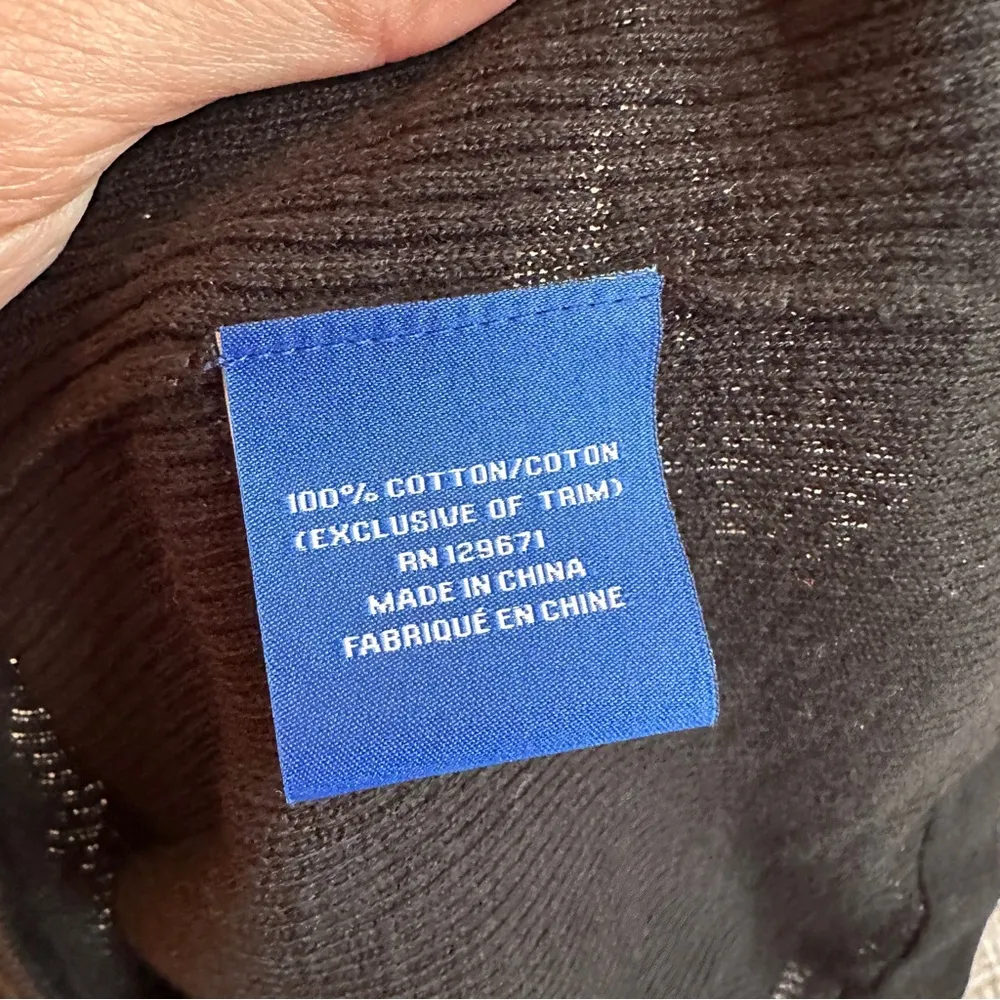 100% COTTON/COTON
(EXCLUSIVE OF TRIM)
RN 129671
MADE IN CHINA
FABRIQUÉ EN CHINE